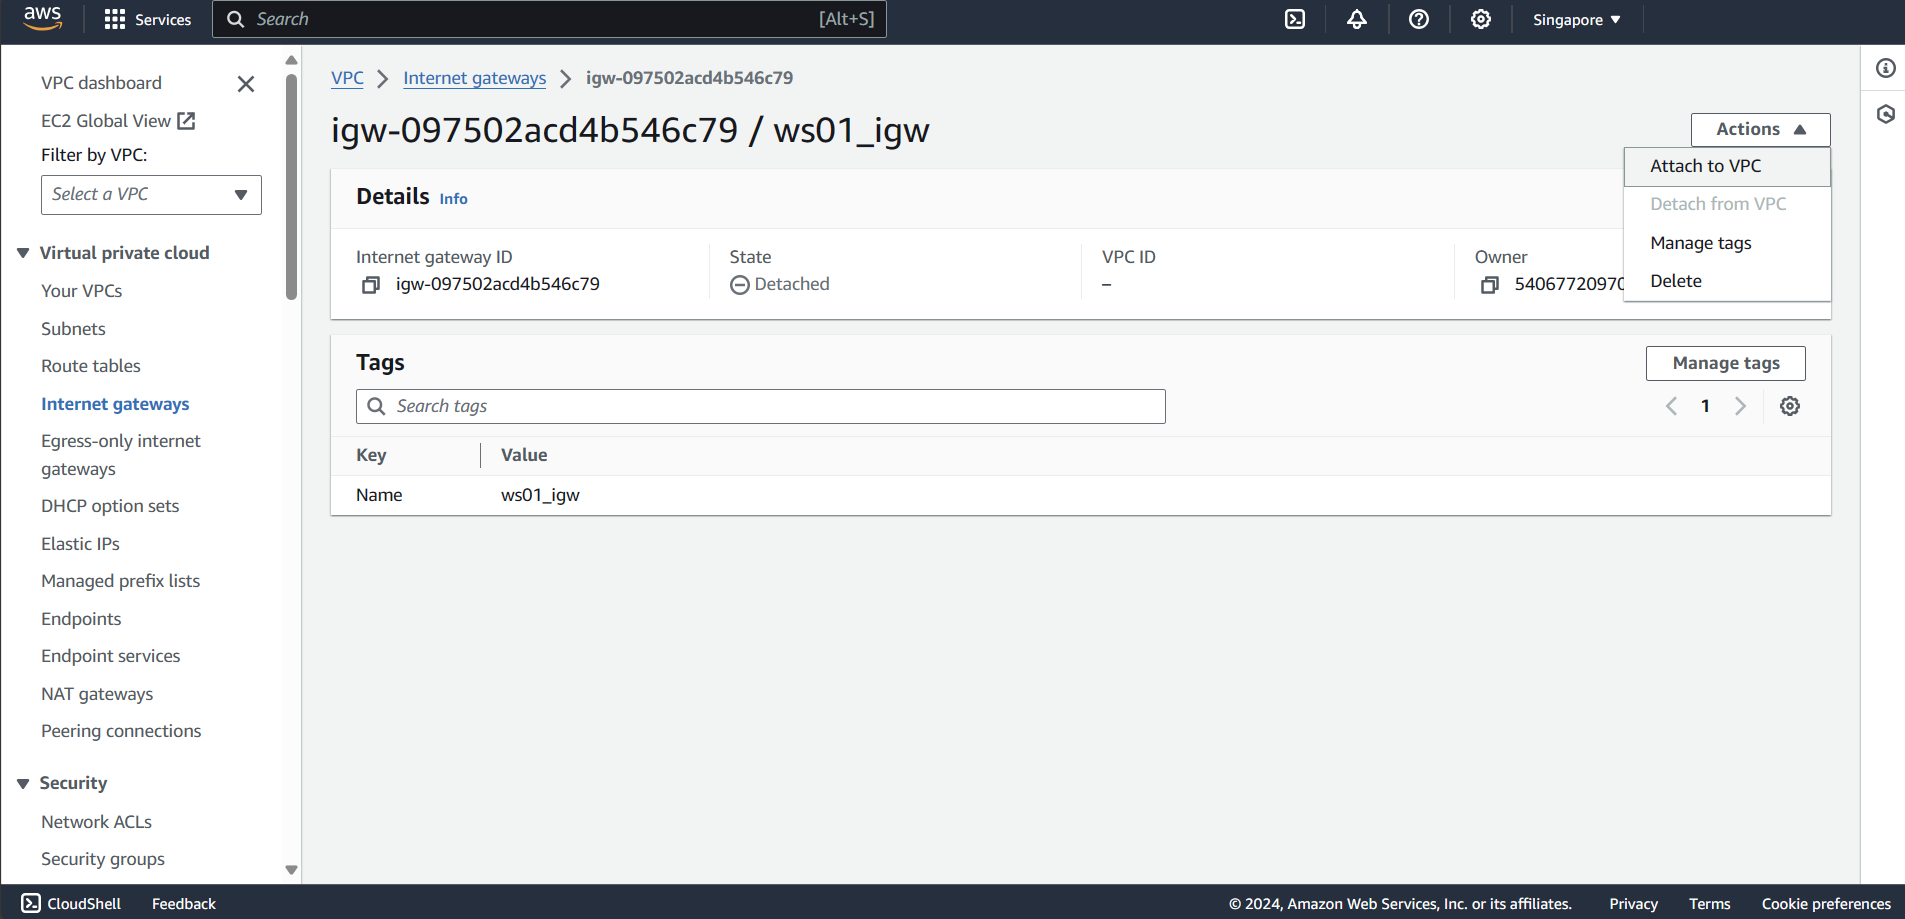 aws
Services
Search
[Alt+S]
Singapore
VPC dashboard
EC2 Global View
Filter by VPC:
Select a VPC
Virtual private cloud
Your VPCs
Subnets
Route tables
Internet gateways
Egress-only internet
gateways
DHCP option sets
Elastic IPs
Managed prefix lists
Endpoints
Endpoint services
NAT gateways
Peering connections
Security
Network ACLs
Security groups
VPC
Internet gateways
igw-097502acd4b546c79
igw-097502acd4b546c79 / ws01_igw
Actions
Attach to VPC
Detach from VPC
Manage tags
Delete
Details Info
Internet gateway ID
igw-097502acd4b546c79
State
Detached
VPC ID
–
Owner
54067720970
Tags
Manage tags
Search tags
1
Key
Value
Name
ws01_igw
CloudShell
Feedback
© 2024, Amazon Web Services, Inc. or its affiliates.
Privacy
Terms
Cookie preferences